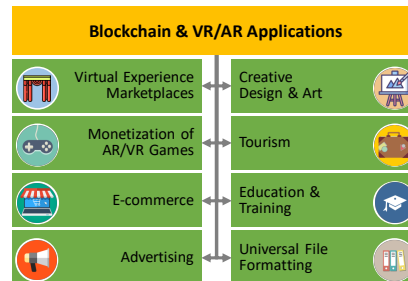 Blockchain & VR/AR Applications
Virtual Experience
Marketplaces
Creative
Design & Art
Monetization of
AR/VR Games
Tourism
E-commerce
Education &
Training
Advertising
Universal File
Formatting